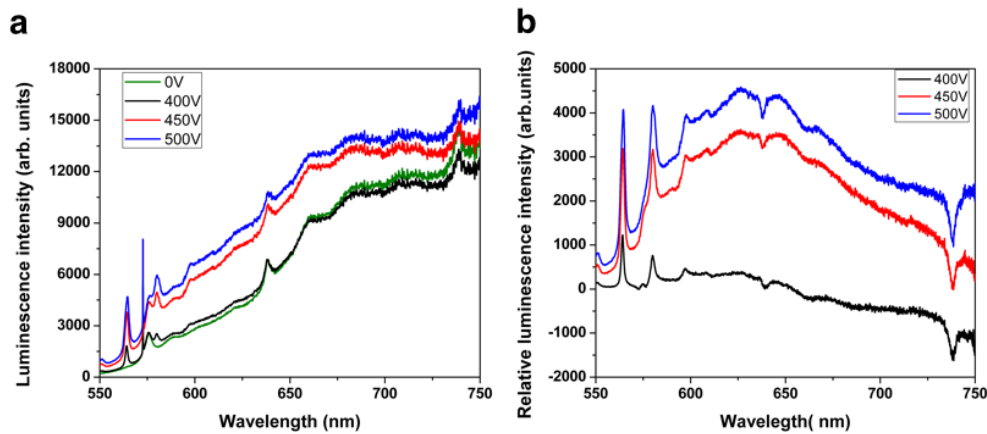 a
Luminescence intensity (arb. units)
18000
15000
12000
9000
6000
3000
0
0V
400V
450V
500V
550 600 650 700 750
Wavelength (nm)
b
Relative luminescence intensity (arb.units)
5000
4000
3000
2000
1000
0
-1000
-2000
400V
450V
500V
550 600 650 700 750
Wavelegth( nm)